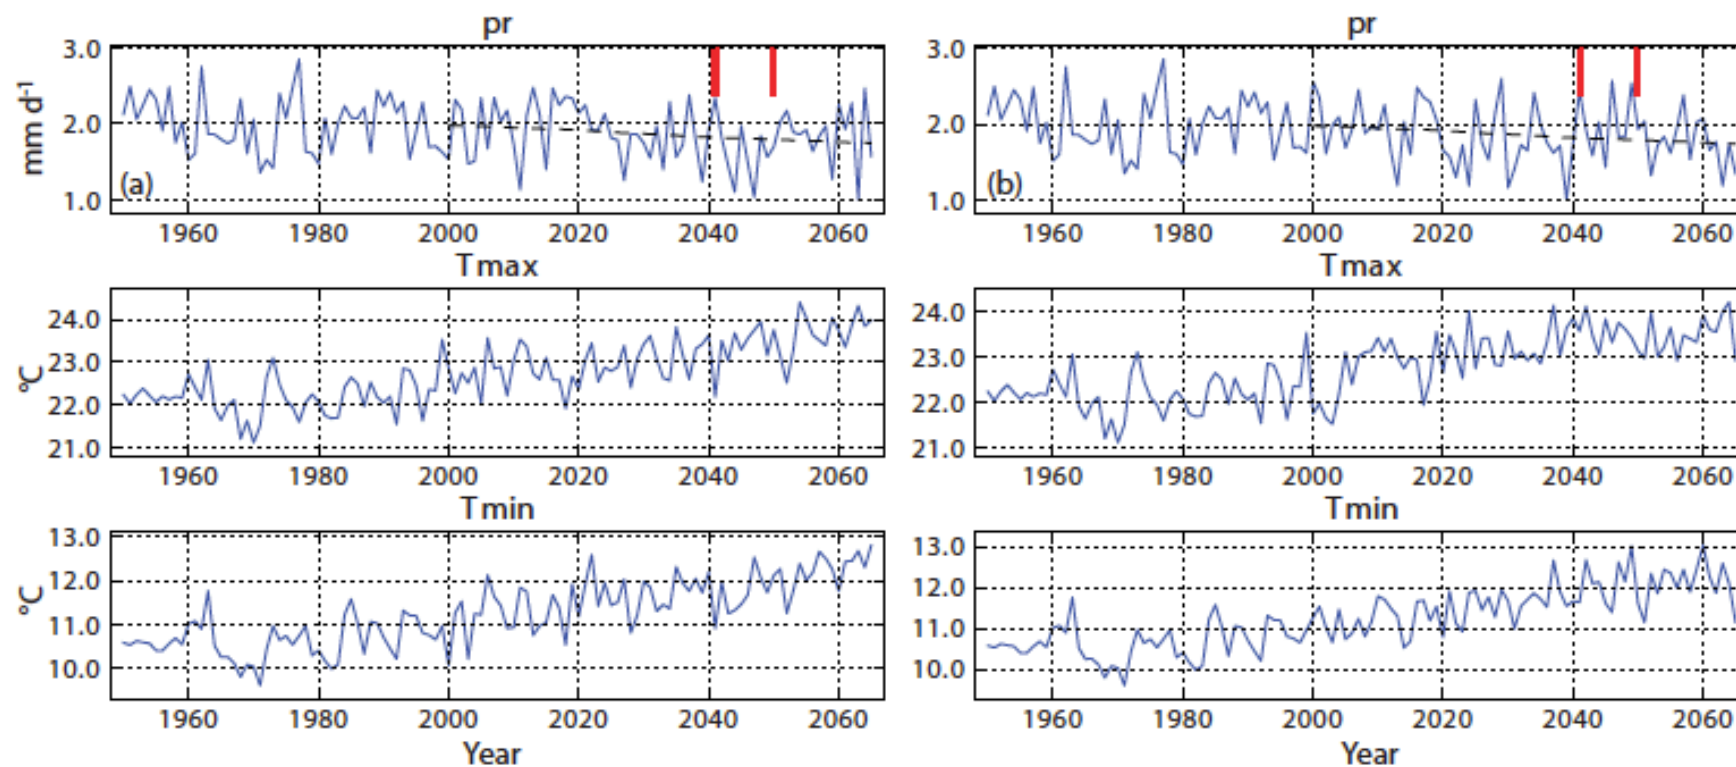 pr pr
3.0 3.0
mm d-1 2.0 2.0
(a) (b)
1.0 1.0
1960 1980 2000 2020 2040 2060 1960 1980 2000 2020 2040 2060
Tmax Tmax
24.0 24.0
23.0 23.0
°C °C
22.0 22.0
21.0 21.0
1960 1980 2000 2020 2040 2060 1960 1980 2000 2020 2040 2060
Tmin Tmin
13.0 13.0
12.0 12.0
°C °C
11.0 11.0
10.0 10.0
1960 1980 2000 2020 2040 2060 1960 1980 2000 2020 2040 2060
Year Year